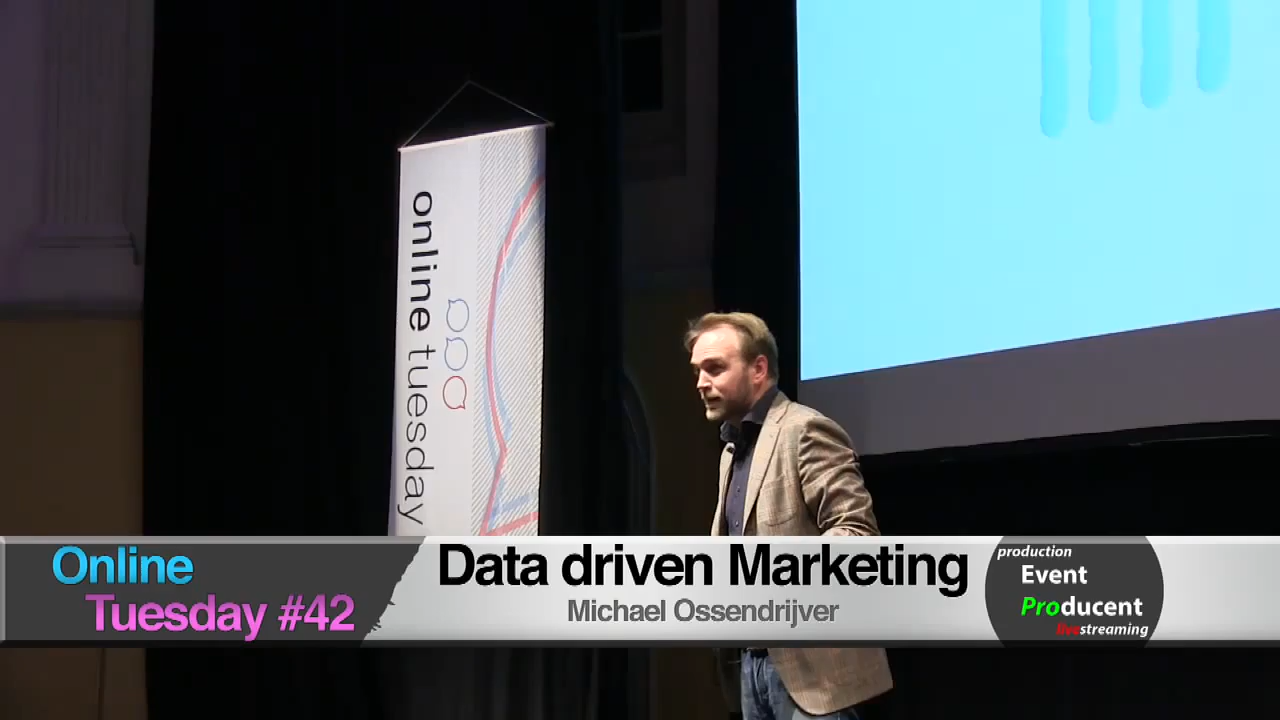 online tuesday
Online
Tuesday #42
Data driven Marketing
Michael Ossendrijver
production
Event
Producent
livestreaming